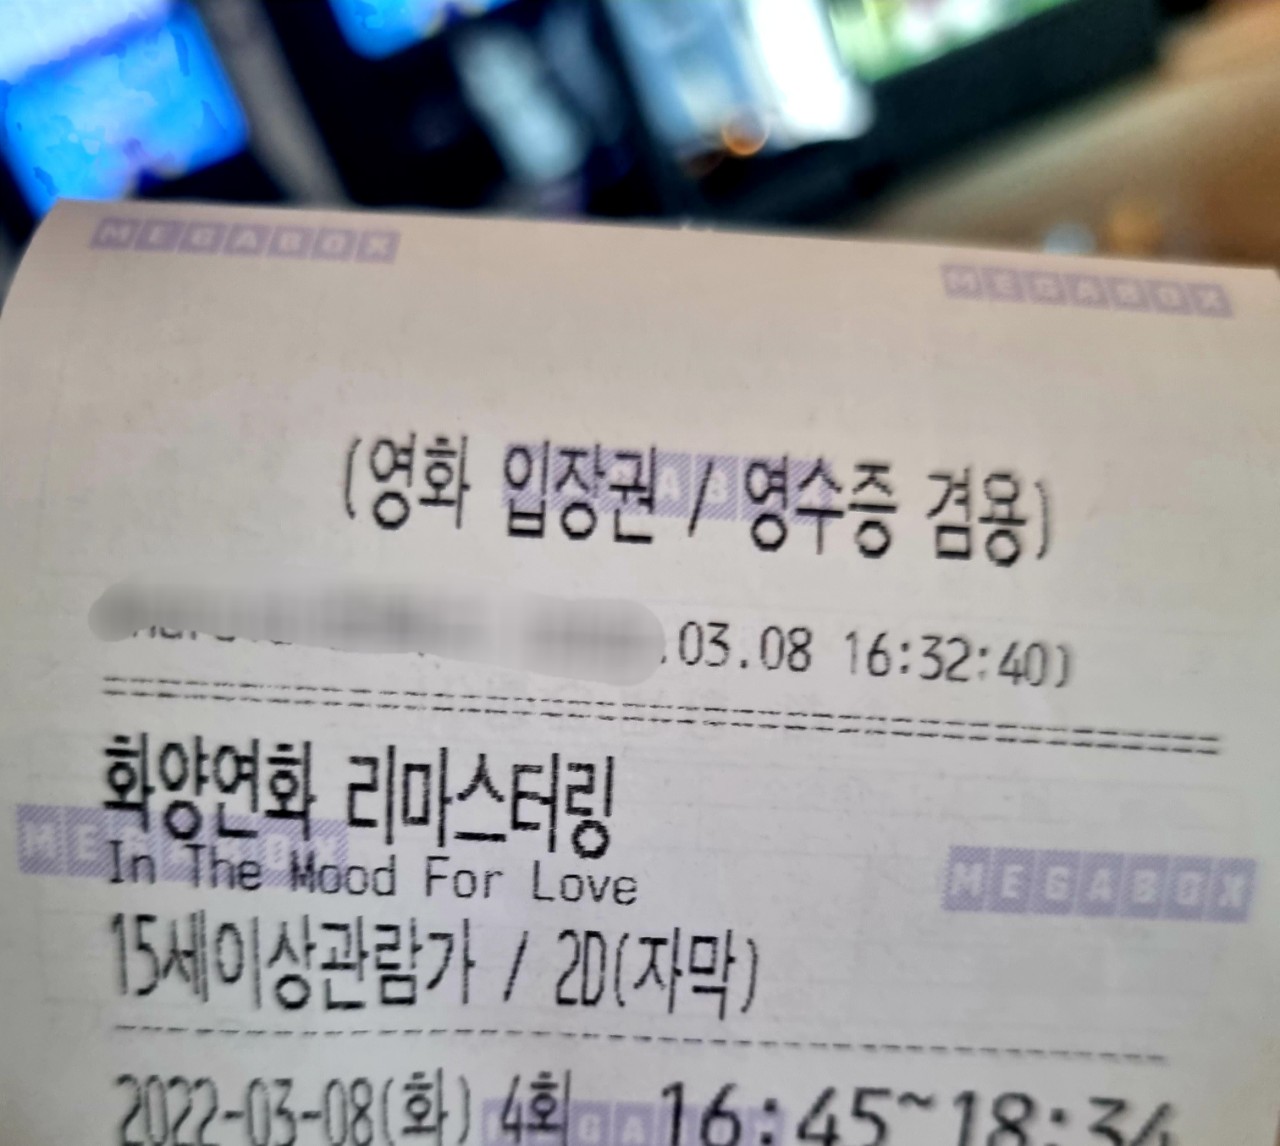 MEGABOX
MEGABOX
(영화 입장권 / 영수증 겸용)
.03.08 16:32:40)
화양연화 리마스터링
In The Mood For Love
MEGABOX
MEGABOX
15세이상관람가 / 2D(자막)
2022-03-08(화) 4회 16:45~18:34